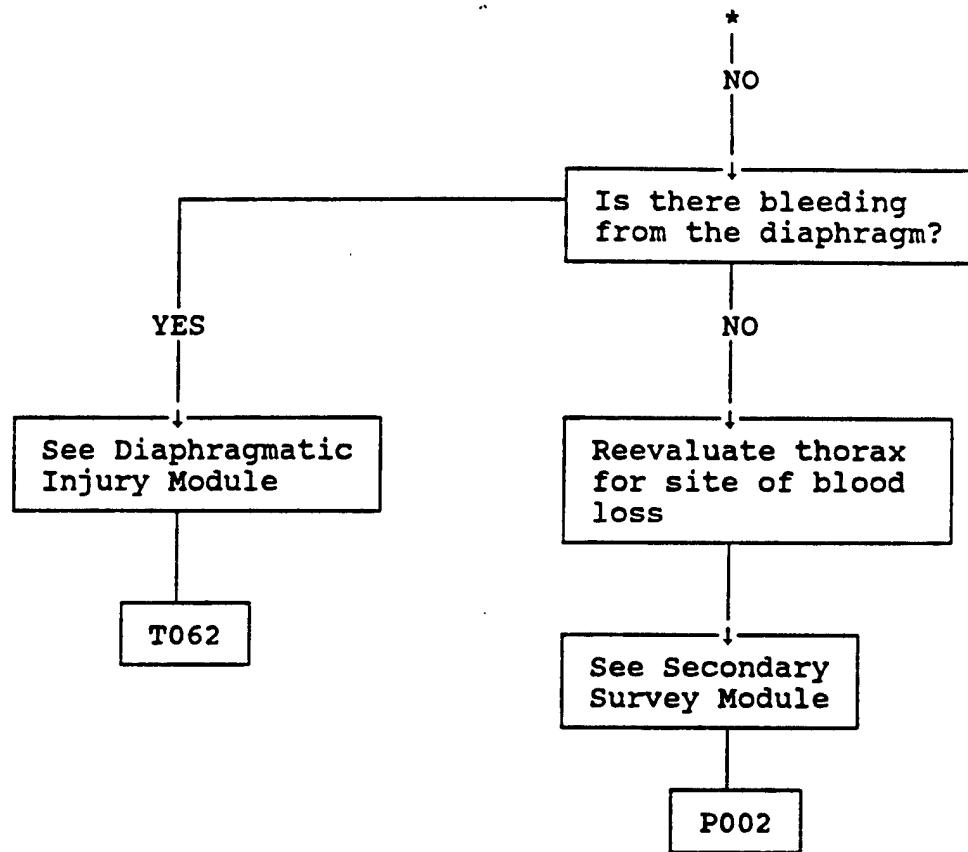 *
NO
Is there bleeding
from the diaphragm?
YES
NO
See Diaphragmatic
Injury Module
Reevaluate thorax
for site of blood
loss
T062
See Secondary
Survey Module
P002